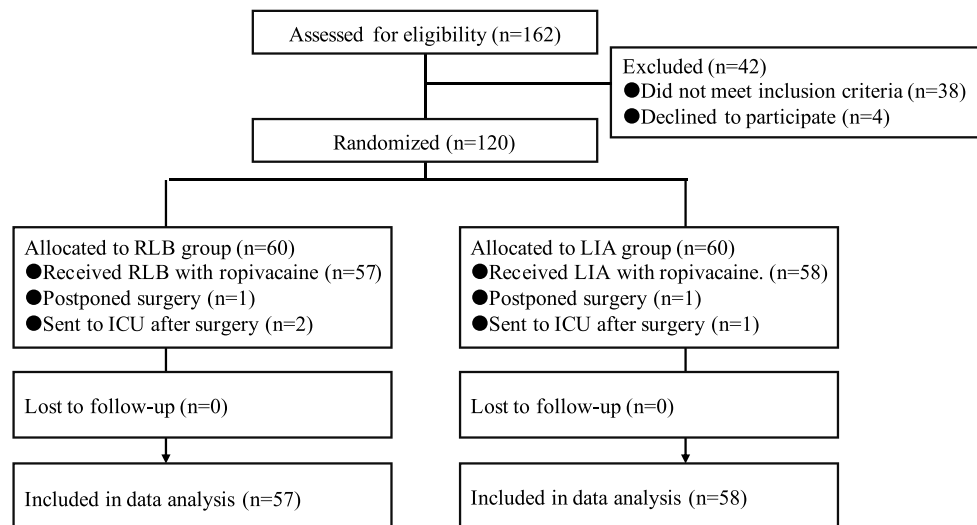 Assessed for eligibility (n=162)
Excluded (n=42)
●Did not meet inclusion criteria (n=38)
●Declined to participate (n=4)
Randomized (n=120)
Allocated to RLB group (n=60)
●Received RLB with ropivacaine (n=57)
●Postponed surgery (n=1)
●Sent to ICU after surgery (n=2)
Allocated to LIA group (n=60)
●Received LIA with ropivacaine. (n=58)
●Postponed surgery (n=1)
●Sent to ICU after surgery (n=1)
Lost to follow-up (n=0)
Lost to follow-up (n=0)
Included in data analysis (n=57)
Included in data analysis (n=58)